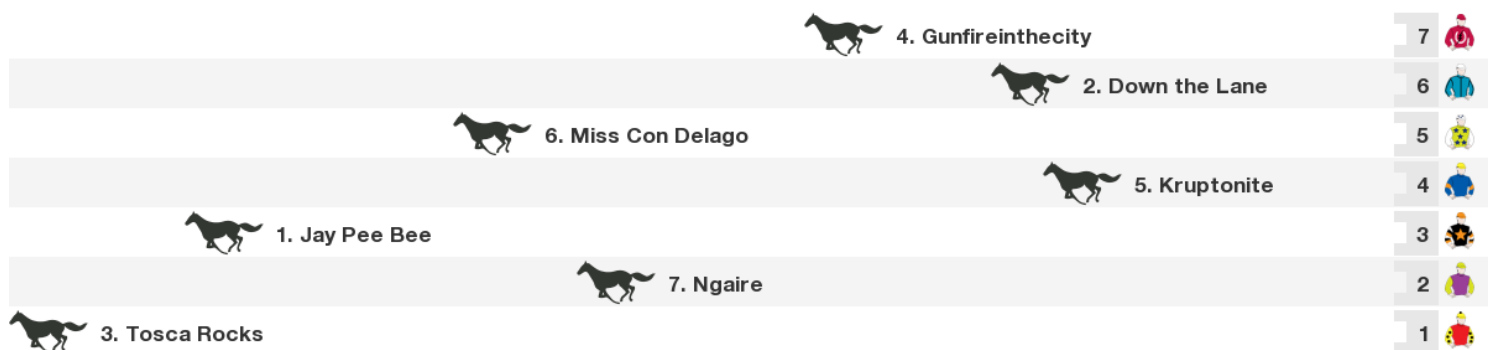 4. Gunfireinthecity 7
2. Down the Lane 6
6. Miss Con Delago 5
5. Kruptonite 4
1. Jay Pee Bee 3
7. Ngaire 2
3. Tosca Rocks 1